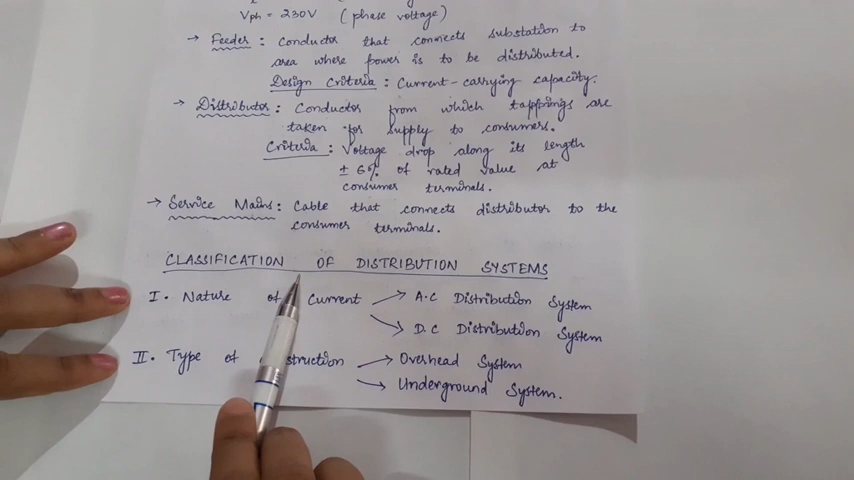 Vph = 230V ( phase voltage)
→ Feeder : Conductor that connects substation to
area where power is to be distributed.
Design Criteria : Current-carrying capacity.
→ Distributor : Conductor from which tappings are
taken for supply to consumers.
Criteria : Voltage drop along its length
± 6% of rated value at
consumer terminals.
→ Service Mains : Cable that connects distributor to the
consumer terminals.
CLASSIFICATION OF DISTRIBUTION SYSTEMS
I. Nature of Current → A.C Distribution System
→ D.C Distribution System
II. Type of struction → Overhead System
→ Underground System.